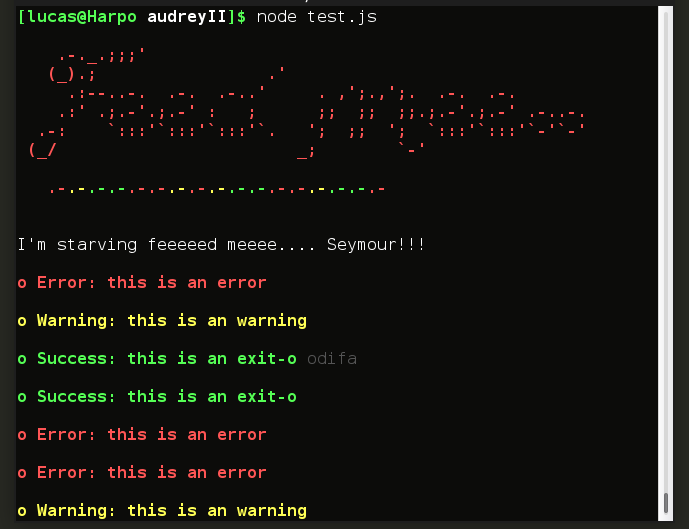 [lucas@Harpo audreyII]$ node test.js
Feed Meee
I'm starving feeeeed meeee.... Seymour!!!
o Error: this is an error
o Warning: this is an warning
o Success: this is an exit-o odifa
o Success: this is an exit-o
o Error: this is an error
o Error: this is an error
o Warning: this is an warning